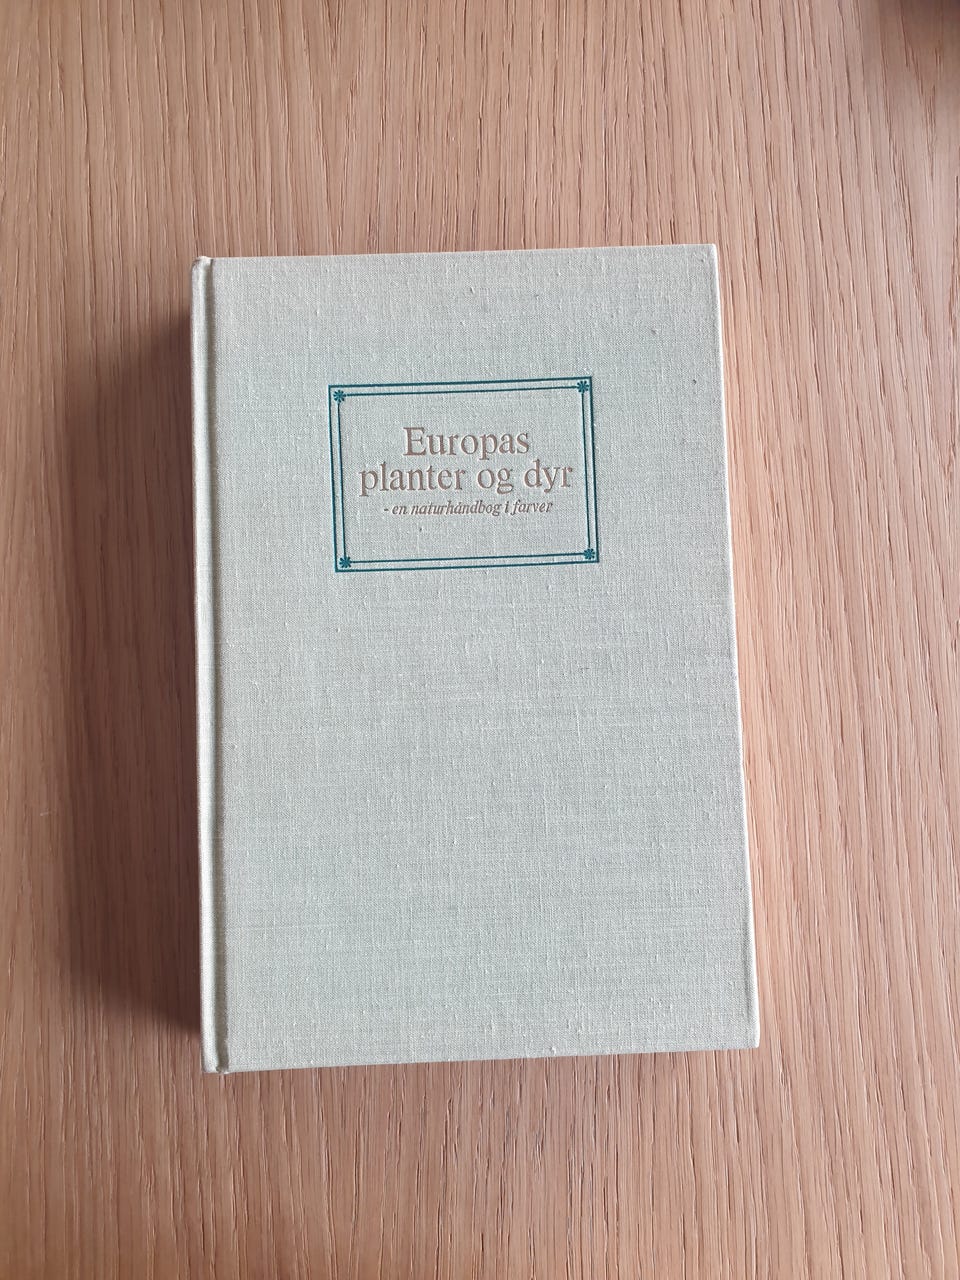 Europas
planter og dyr
- en naturhåndbog i farver